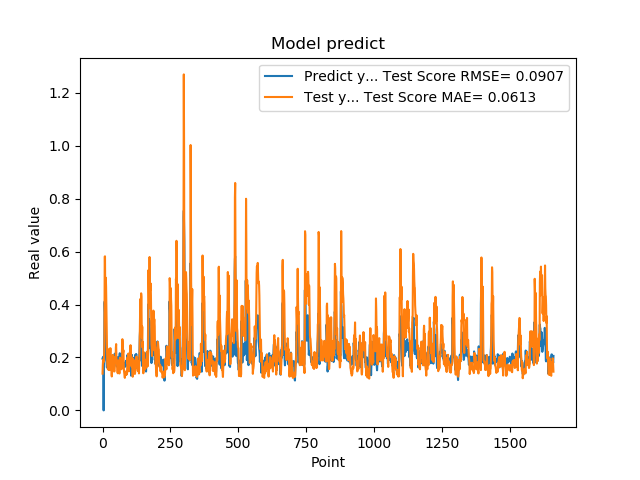 Model predict
Predict y... Test Score RMSE= 0.0907
Test y... Test Score MAE= 0.0613
1.2
1.0
0.8
0.6
0.4
0.2
0.0
Real value
0 250 500 750 1000 1250 1500
Point